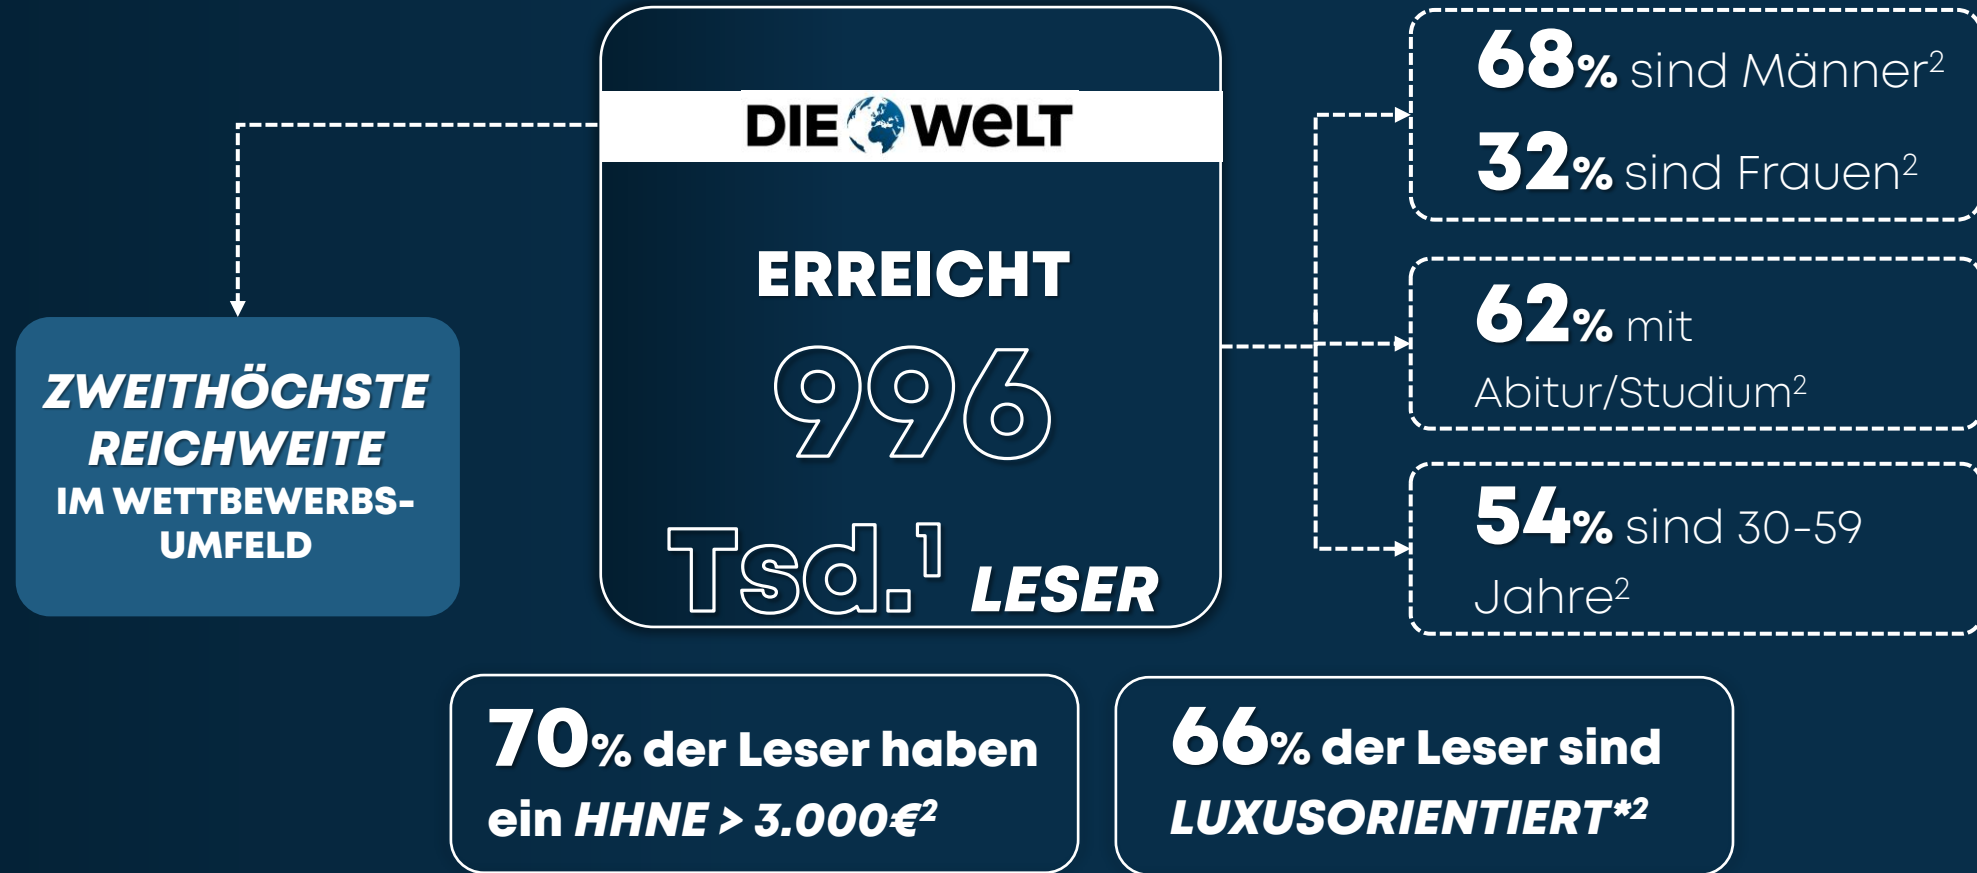 DIE WELT
ERREICHT
996
Tsd.¹ LESER
ZWEITHÖCHSTE
REICHWEITE
IM WETTBEWERBS-
UMFELD
68% sind Männer²
32% sind Frauen²
62% mit
Abitur/Studium²
54% sind 30-59
Jahre²
70% der Leser haben
ein HHNE > 3.000€²
66% der Leser sind
LUXUSORIENTIERT*²